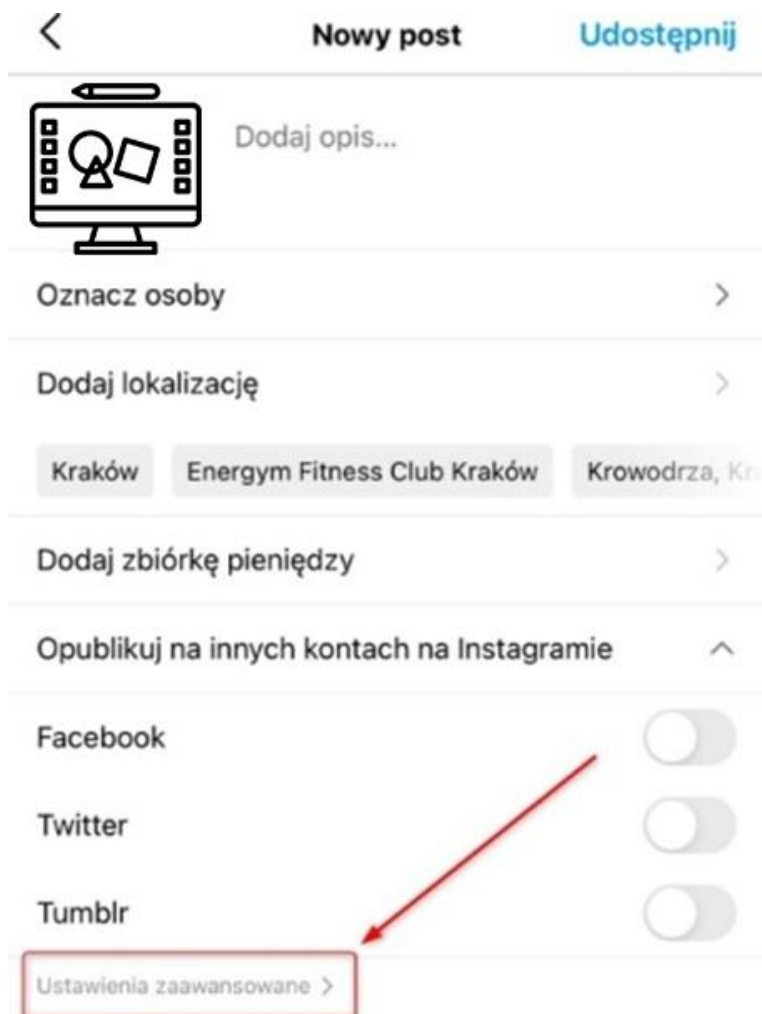 Nowy post Udostępnij
Dodaj opis...
Oznacz osoby
Dodaj lokalizację
Kraków Energym Fitness Club Kraków Krowodrza,
Dodaj zbiórkę pieniędzy
Opublikuj na innych kontach na Instagramie
Facebook
Twitter
Tumblr
Ustawienia zaawansowane